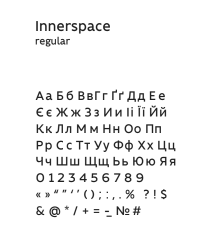 Innerspace
regular
Аа Бб ВвГг Ґґ Дд Ее
Єє Жж Зз Ии Іі Її Йй
Кк Лл Мм Нн Оо Пп
Рр Сс Тт Уу Фф Хх Цц
Чч Шш Щщ Ьь Юю Яя
0 1 2 3 4 5 6 7 8 9
« » “ ” ‘ ’ ( ) ; : , . % ? ! $
& @ * / + = - _ № #